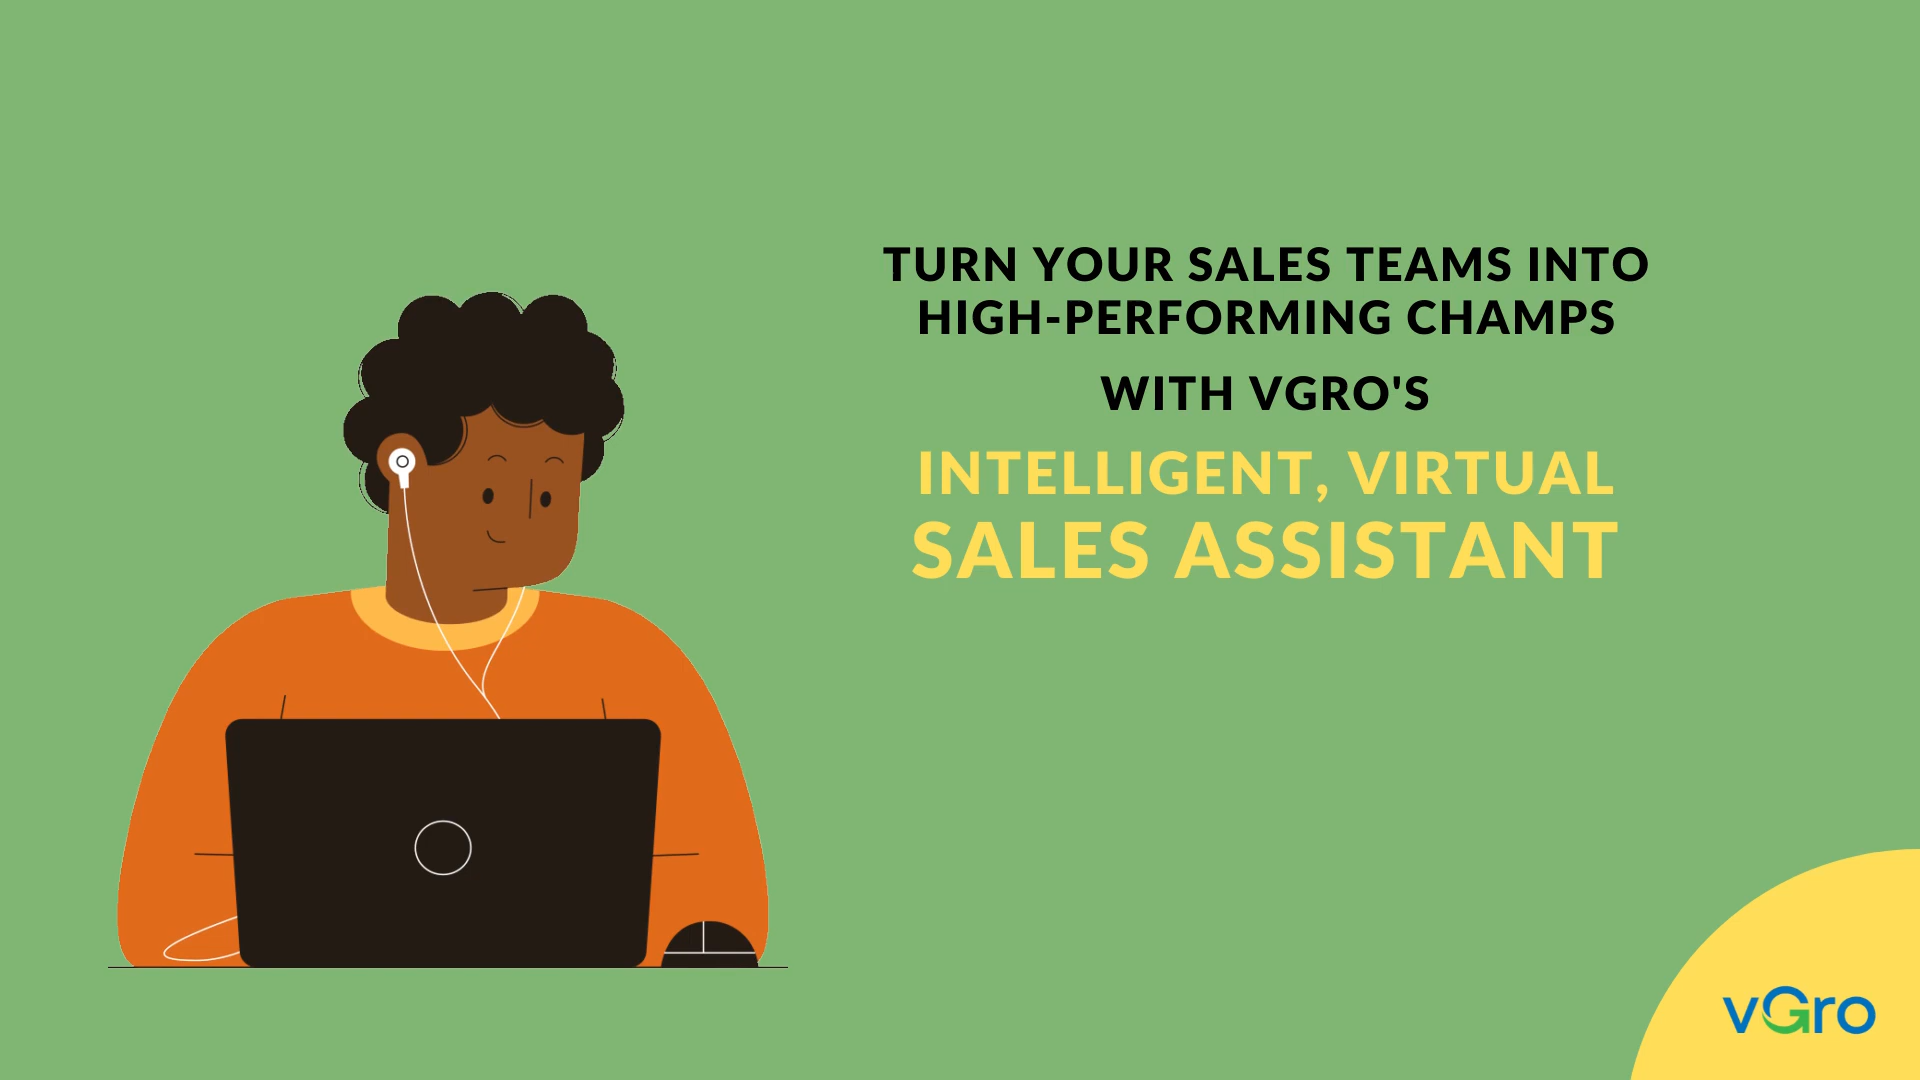 TURN YOUR SALES TEAMS INTO
HIGH-PERFORMING CHAMPS
WITH VGRO'S
INTELLIGENT, VIRTUAL
SALES ASSISTANT
vGro